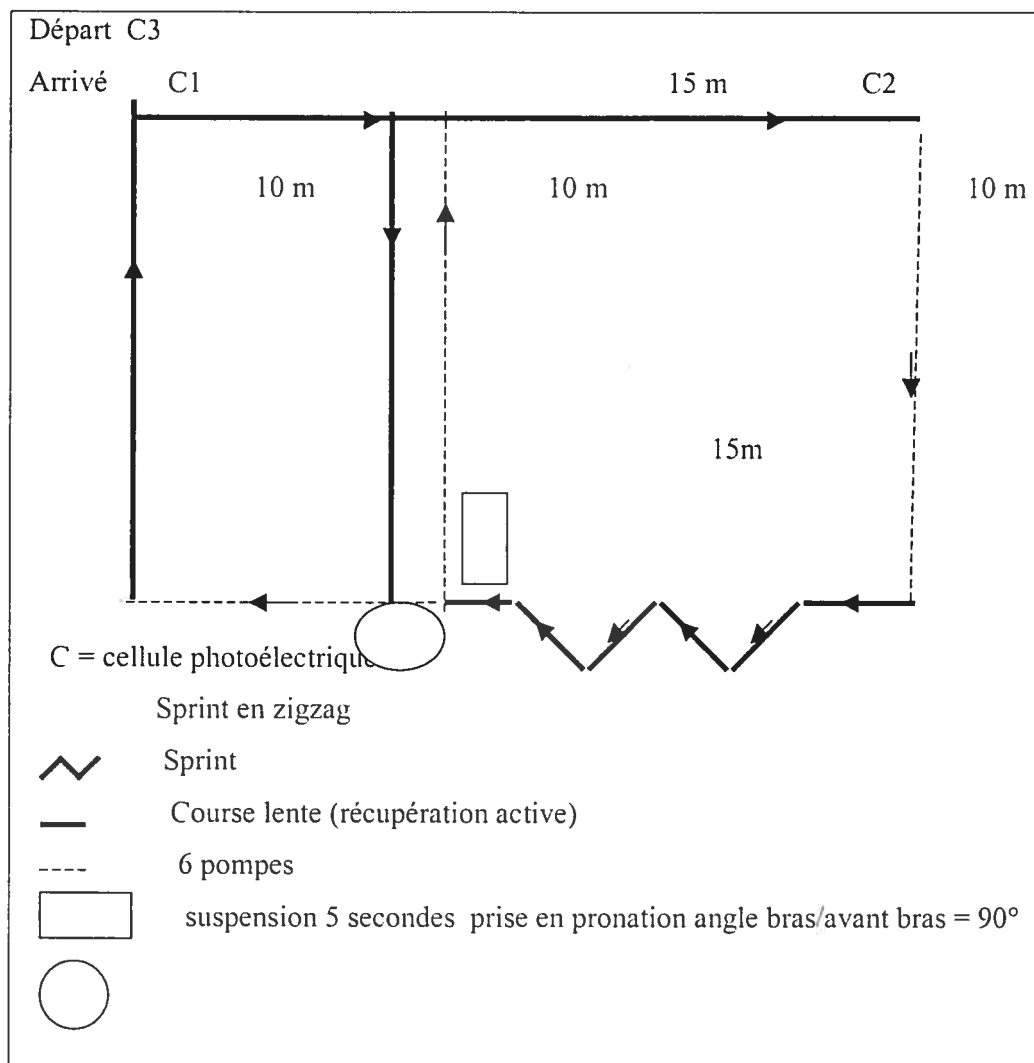 Départ C3
Arrivé C1 15 m C2
10 m 10 m 10 m
15m
C = cellule photoélectrique
Sprint en zigzag
Sprint
Course lente (récupération active)
6 pompes
suspension 5 secondes prise en pronation angle bras/avant bras = 90°